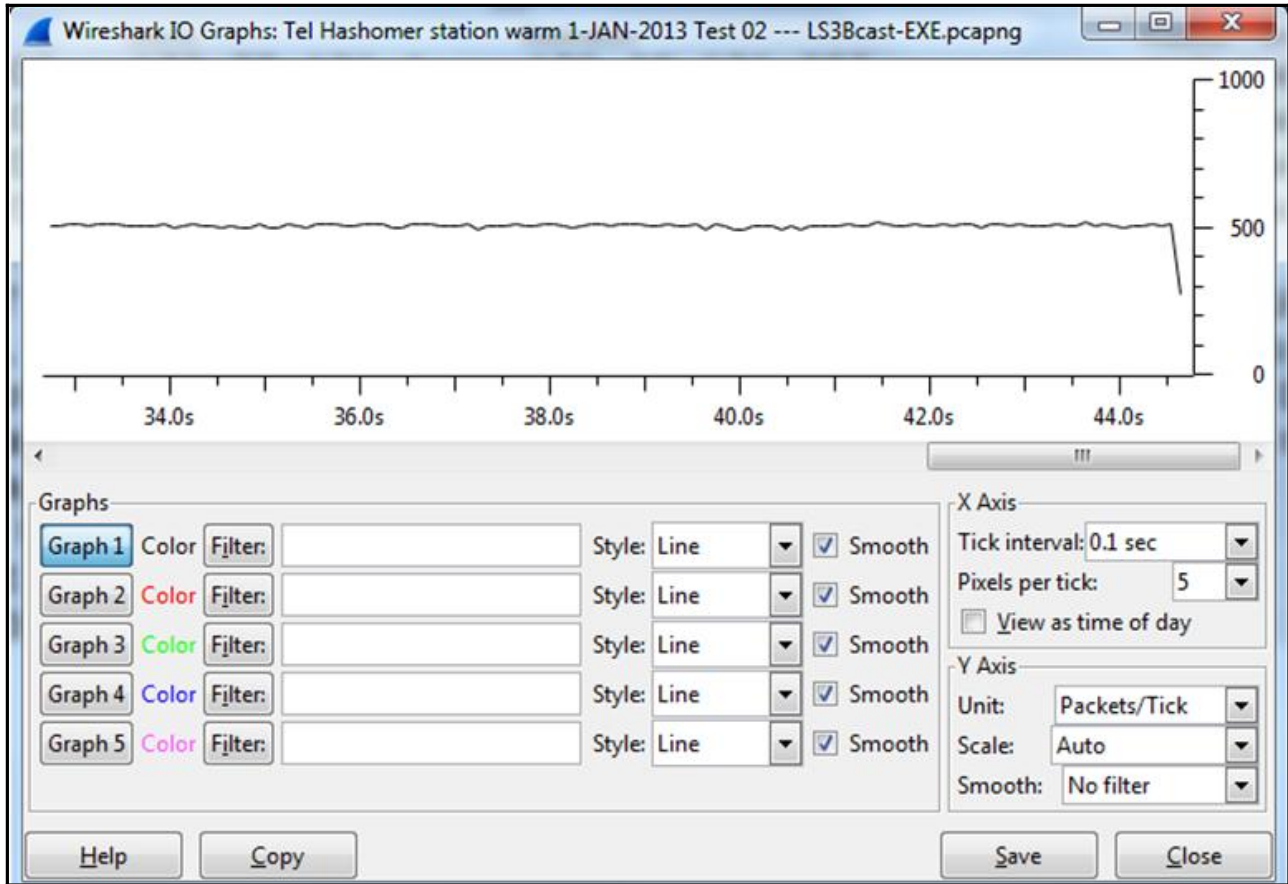 Wireshark IO Graphs: Tel Hashomer station warm 1-JAN-2013 Test 02 --- LS3Bcast-EXE.pcapng
1000
500
0
34.0s 36.0s 38.0s 40.0s 42.0s 44.0s
Graphs
Graph 1 Color Filter: Style: Line Smooth
Graph 2 Color Filter: Style: Line Smooth
Graph 3 Color Filter: Style: Line Smooth
Graph 4 Color Filter: Style: Line Smooth
Graph 5 Color Filter: Style: Line Smooth
X Axis
Tick interval: 0.1 sec
Pixels per tick: 5
View as time of day
Y Axis
Unit: Packets/Tick
Scale: Auto
Smooth: No filter
Help Copy Save Close